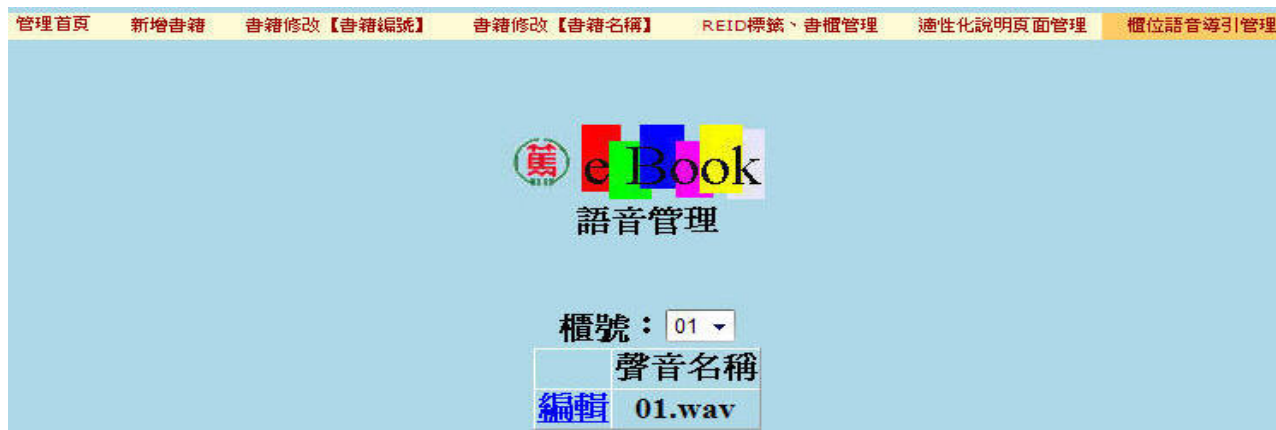 管理首頁 新增書籍 書籍修改【書籍編號】 書籍修改【書籍名稱】 REID標籤、書櫃管理 適性化說明頁面管理 櫃位語音導引管理
e Book
語音管理
櫃號：01
聲音名稱
編輯 01.wav